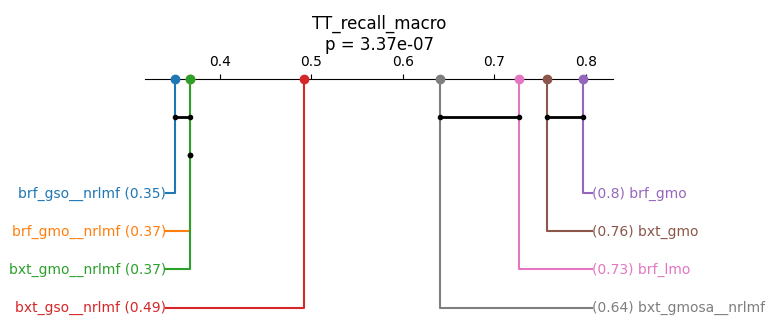 TT_recall_macro
p = 3.37e-07
0.4 0.5 0.6 0.7 0.8
brf_gso__nrlmf (0.35)
(0.8) brf_gmo
brf_gmo__nrlmf (0.37)
(0.76) bxt_gmo
bxt_gmo__nrlmf (0.37)
(0.73) brf_lmo
bxt_gso__nrlmf (0.49)
(0.64) bxt_gmosa__nrlmf